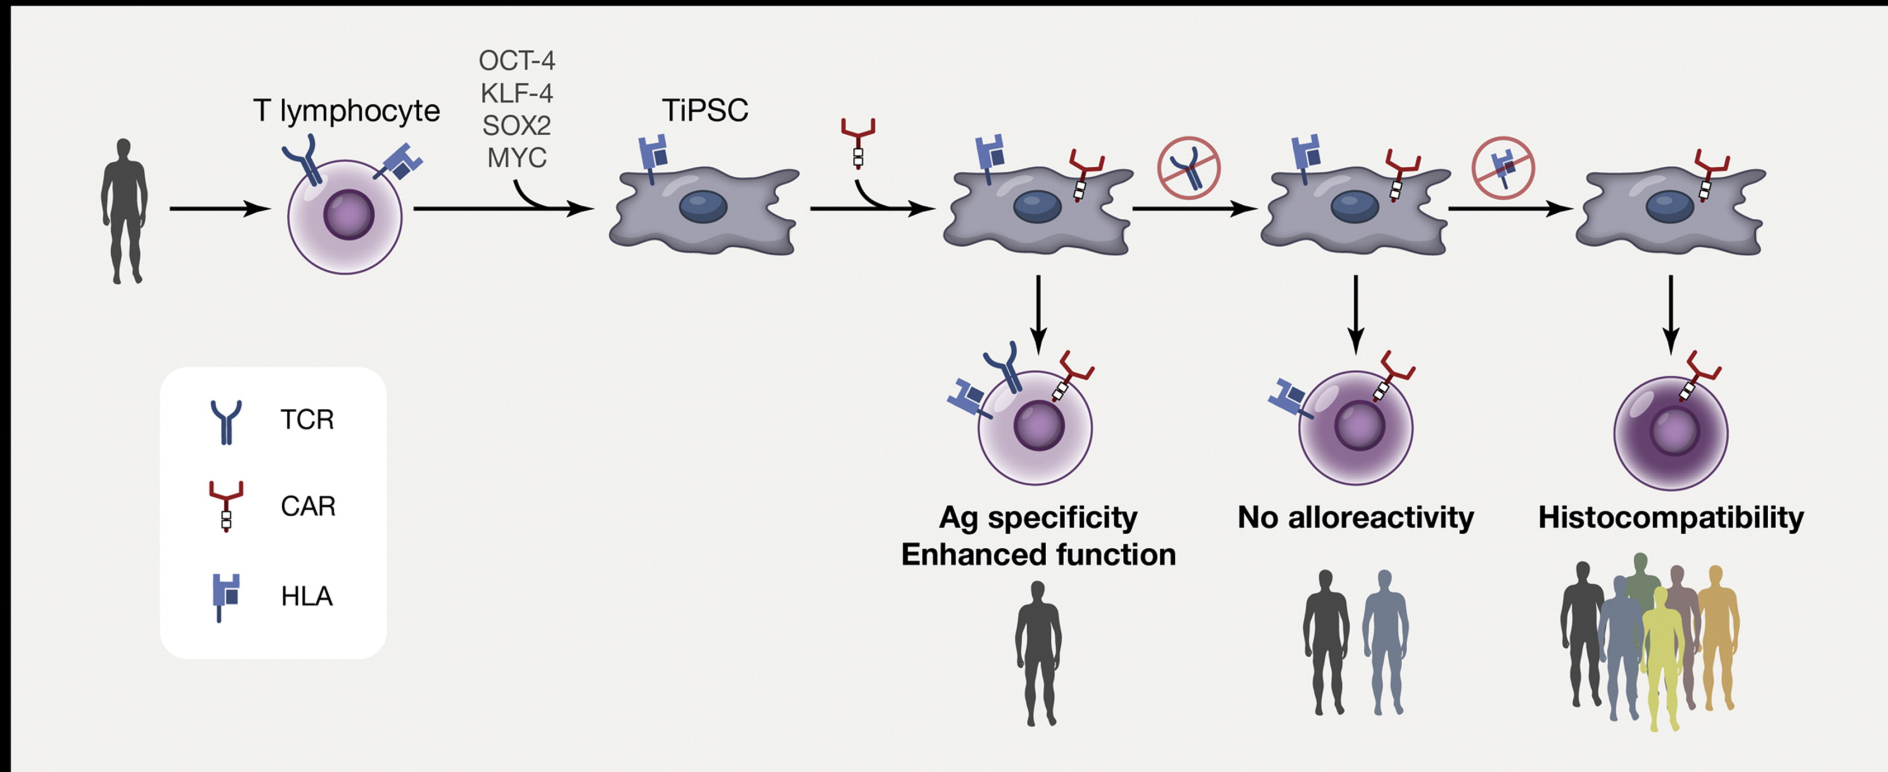 OCT-4
KLF-4
SOX2
MYC
T lymphocyte
TiPSC
TCR
CAR
HLA
Ag specificity
Enhanced function
No alloreactivity
Histocompatibility